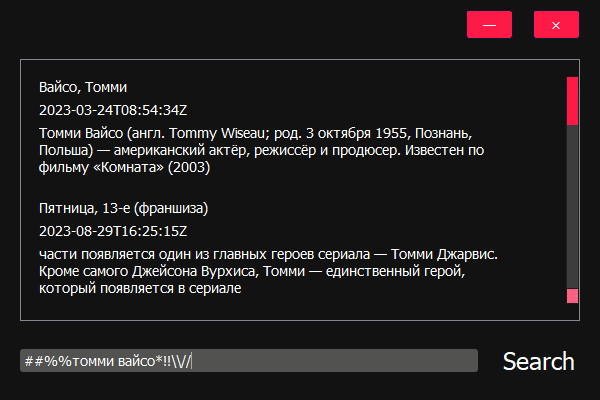 — ×
Вайсо, Томми
2023-03-24T08:54:34Z
Томми Вайсо (англ. Tommy Wiseau; род. 3 октября 1955, Познань,
Польша) — американский актёр, режиссёр и продюсер. Известен по
фильму «Комната» (2003)
Пятница, 13-е (франшиза)
2023-08-29T16:25:15Z
части появляется один из главных героев сериала — Томми Джарвис.
Кроме самого Джейсона Вурхиса, Томми — единственный герой,
который появляется в сериале
##%%томми вайсо*!!\\// Search